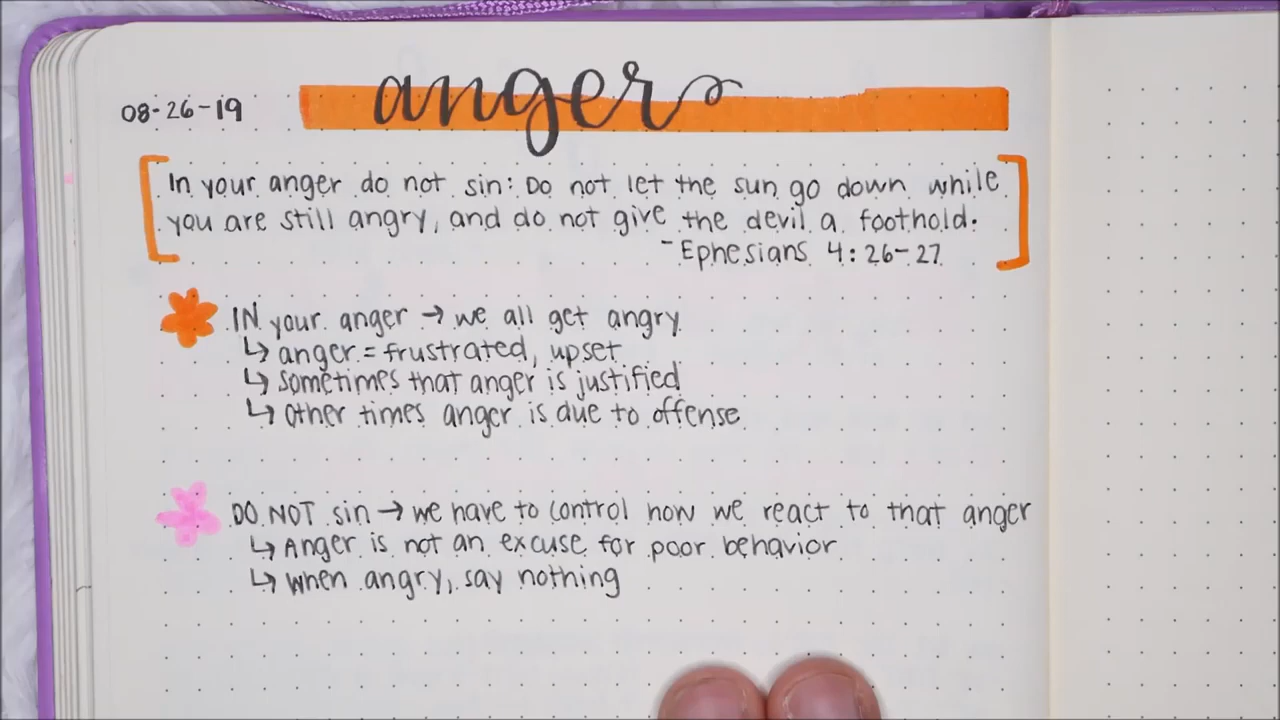 anger
08-26-19
In your anger do not sin: Do not let the sun go down while
you are still angry, and do not give the devil a foothold.
- Ephesians 4:26-27
IN your anger → we all get angry
↳ anger = frustrated, upset
↳ sometimes that anger is justified
↳ other times anger is due to offense
DO NOT sin → we have to control how we react to that anger
↳ Anger is not an excuse for poor behavior
↳ when angry, say nothing